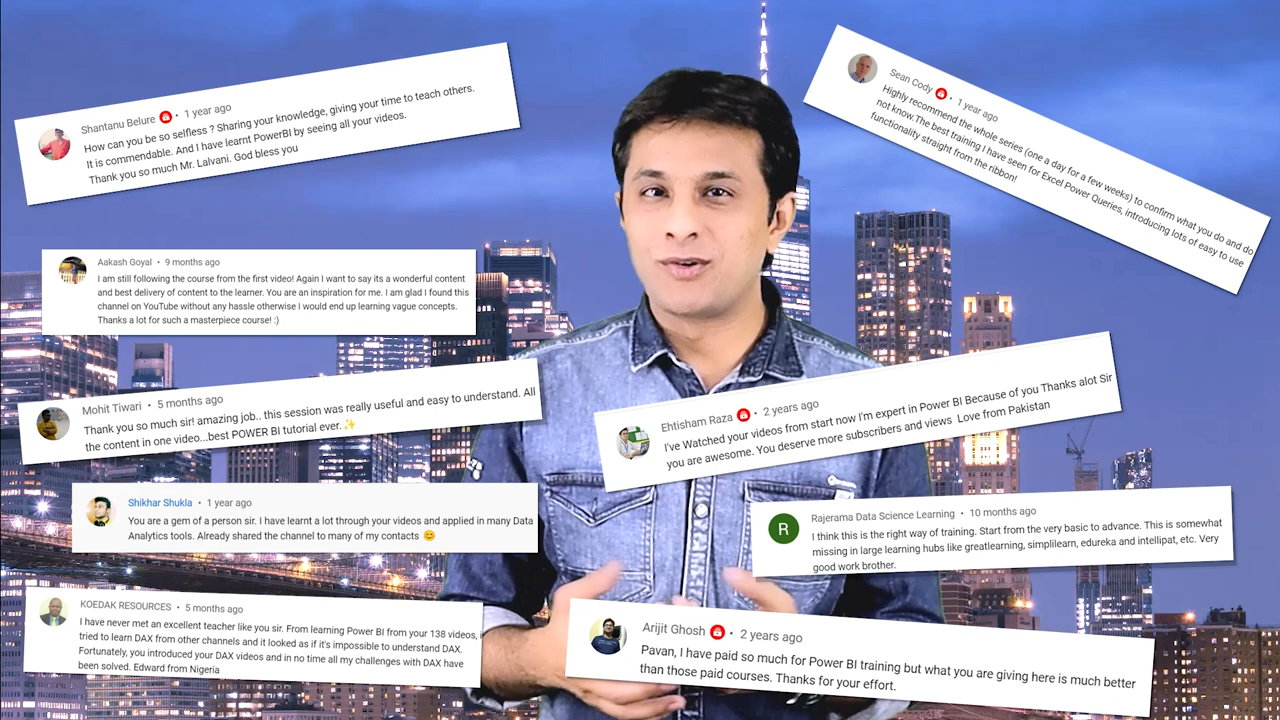 Shantanu Belure • 1 year ago
How can you be so selfless ? Sharing your knowledge, giving your time to teach others.
It is commendable. And I have learnt PowerBI by seeing all your videos.
Thank you so much Mr. Lalvani. God bless you
Sean Cody • 1 year ago
Highly recommend the whole series (one a day for a few weeks) to confirm what you do and do
not know.The best training I have seen for Excel Power Queries, introducing lots of easy to use
functionality straight from the ribbon!
Aakash Goyal • 9 months ago
I am still following the course from the first video! Again I want to say its a wonderful content
and best delivery of content to the learner. You are an inspiration for me. I am glad I found this
channel on YouTube without any hassle otherwise I would end up learning vague concepts.
Thanks a lot for such a masterpiece course! :)
Mohit Tiwari • 5 months ago
Thank you so much sir! amazing job.. this session was really useful and easy to understand. All
the content in one video...best POWER BI tutorial ever.✨
Ehtisham Raza • 2 years ago
I've Watched your videos from start now I'm expert in Power BI Because of you Thanks alot Sir
you are awesome. You deserve more subscribers and views Love from Pakistan
Shikhar Shukla • 1 year ago
You are a gem of a person sir. I have learnt a lot through your videos and applied in many Data
Analytics tools. Already shared the channel to many of my contacts 😊
R
Rajerama Data Science Learning • 10 months ago
I think this is the right way of training. Start from the very basic to advance. This is somewhat
missing in large learning hubs like greatlearning, simplilearn, edureka and intellipat, etc. Very
good work brother.
KOEDAK RESOURCES • 5 months ago
I have never met an excellent teacher like you sir. From learning Power BI from your 138 videos, i
tried to learn DAX from other channels and it looked as if it's impossible to understand DAX.
Fortunately, you introduced your DAX videos and in no time all my challenges with DAX have
been solved. Edward from Nigeria
Arijit Ghosh • 2 years ago
Pavan, I have paid so much for Power BI training but what you are giving here is much better
than those paid courses. Thanks for your effort.